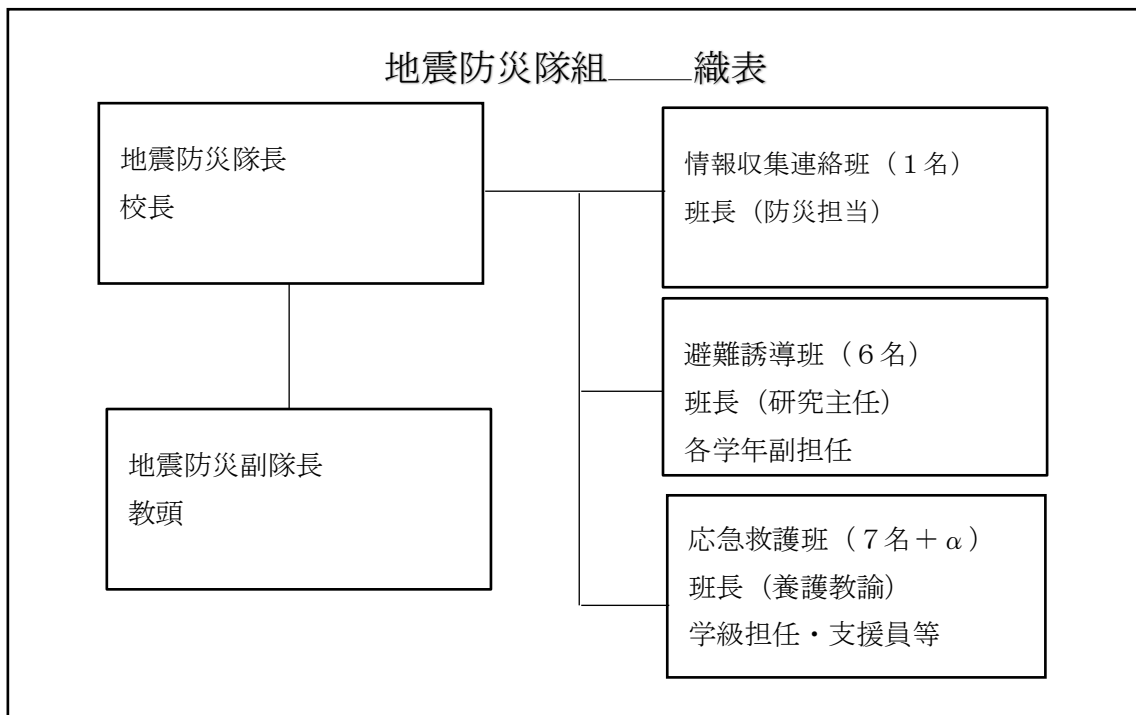 地震防災隊組　　　織表
地震防災隊長
校長
地震防災副隊長
教頭
情報収集連絡班（１名）
班長（防災担当）
避難誘導班（６名）
班長（研究主任）
各学年副担任
応急救護班（７名＋α）
班長（養護教諭）
学級担任・支援員等